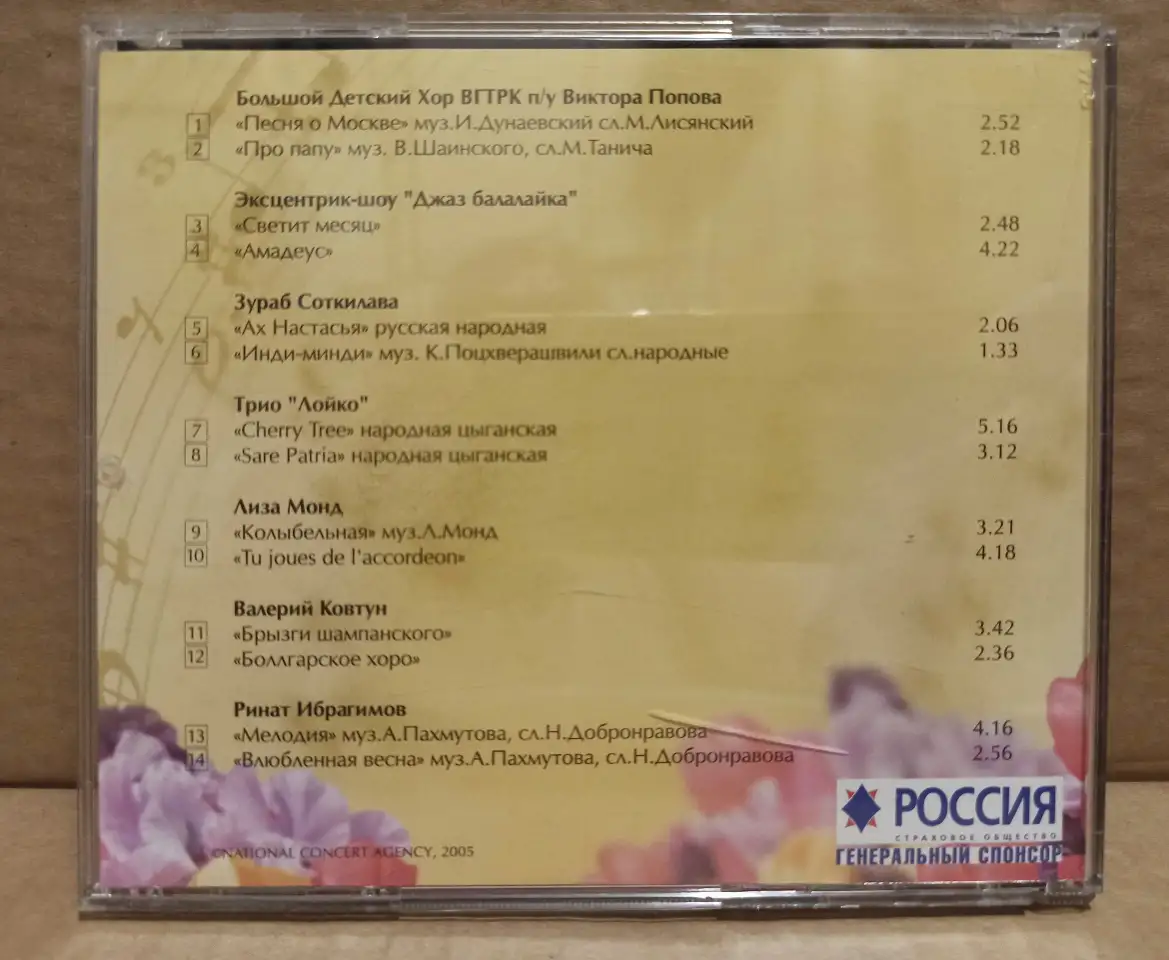 Большой Детский Хор ВГТРК п/у Виктора Попова
1 «Песня о Москве» муз.И.Дунаевский сл.М.Лисянский 2.52
2 «Про папу» муз. В.Шаинского, сл.М.Танича 2.18
Эксцентрик-шоу "Джаз балалайка"
3 «Светит месяц» 2.48
4 «Амадеус» 4.22
Зураб Соткилава
5 «Ах Настасья» русская народная 2.06
6 «Инди-минди» муз. К.Поцхверашвили сл.народные 1.33
Трио "Лойко"
7 «Cherry Tree» народная цыганская 5.16
8 «Sare Patria» народная цыганская 3.12
Лиза Монд
9 «Колыбельная» муз.Л.Монд 3.21
10 «Tu joues de l'accordeon» 4.18
Валерий Ковтун
11 «Брызги шампанского» 3.42
12 «Боллгарское хоро» 2.36
Ринат Ибрагимов
13 «Мелодия» муз.А.Пахмутова, сл.Н.Добронравова 4.16
14 «Влюбленная весна» муз.А.Пахмутова, сл.Н.Добронравова 2.56
РОССИЯ
СТРАХОВОЕ ОБЩЕСТВО
ГЕНЕРАЛЬНЫЙ СПОНСОР
©NATIONAL CONCERT AGENCY, 2005